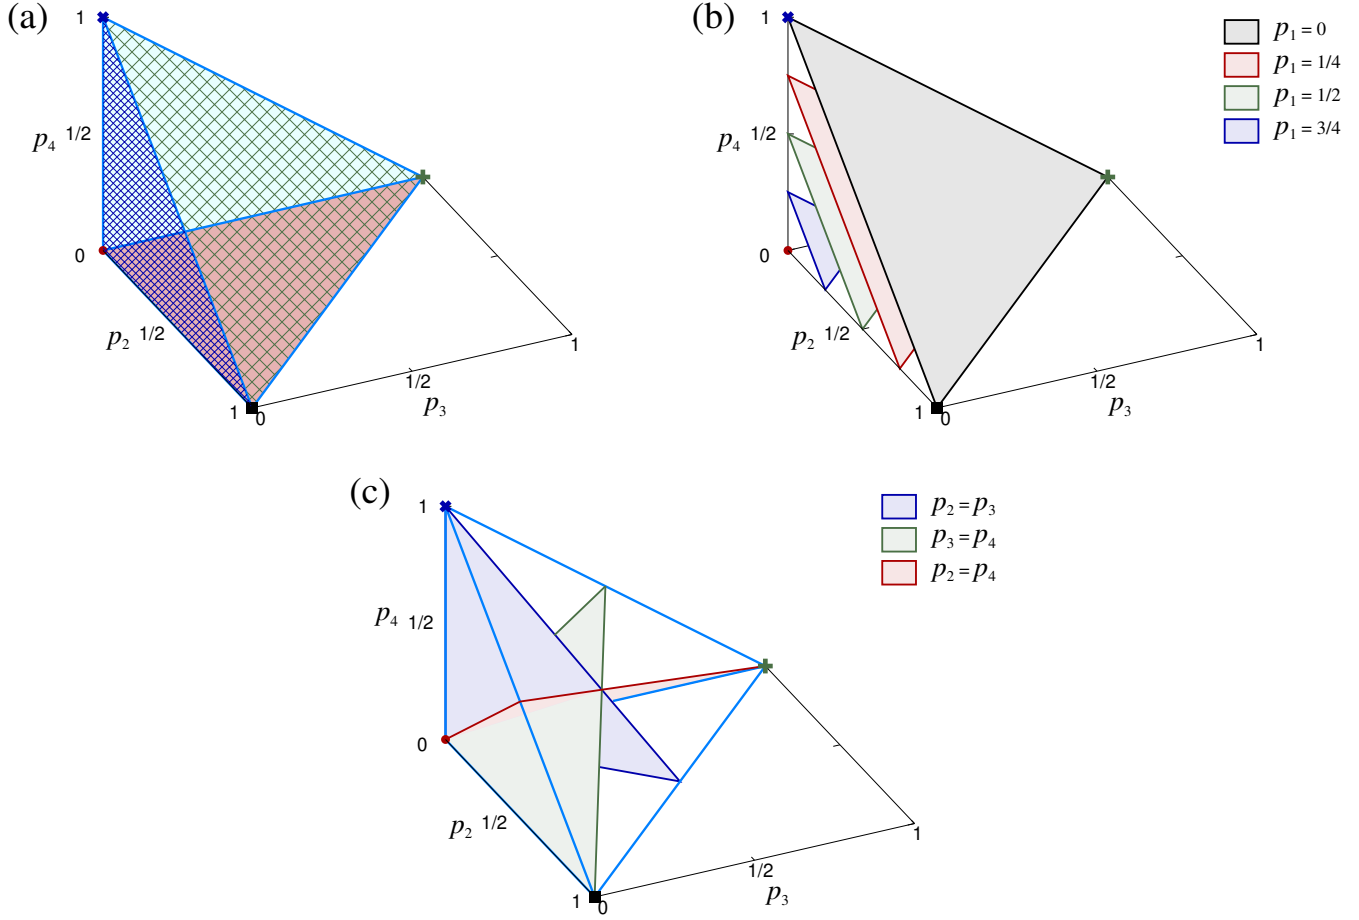 (a)
1
p4 1/2
0
p2 1/2
1 0
1/2
p3
1
(b)
1
p4 1/2
0
p2 1/2
1 0
1/2
p3
1
p1 = 0
p1 = 1/4
p1 = 1/2
p1 = 3/4
(c)
1
p4 1/2
0
p2 1/2
1 0
1/2
p3
1
p2 = p3
p3 = p4
p2 = p4